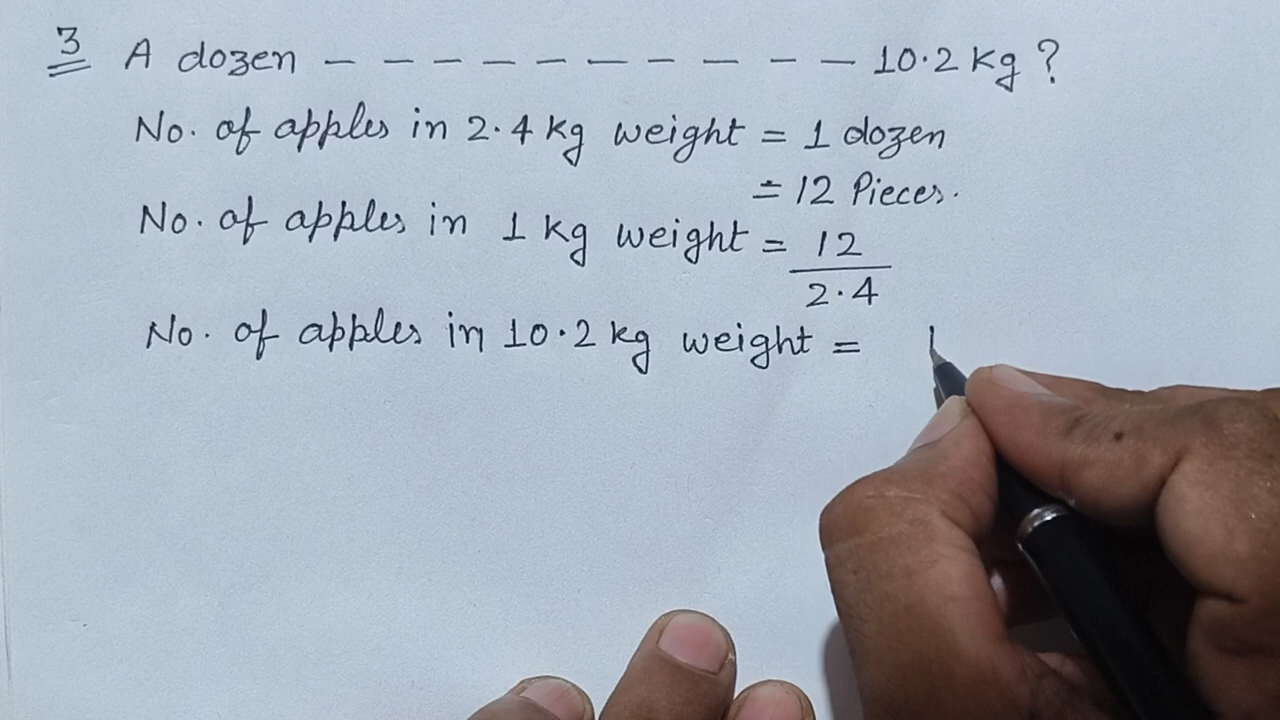 3 A dozen — — — — — — — — — — — — 10.2 Kg ?
No. of apples in 2.4 Kg weight = 1 dozen
= 12 Pieces.
No. of apples in 1 Kg weight = 12
2.4
No. of apples in 10.2 kg weight =